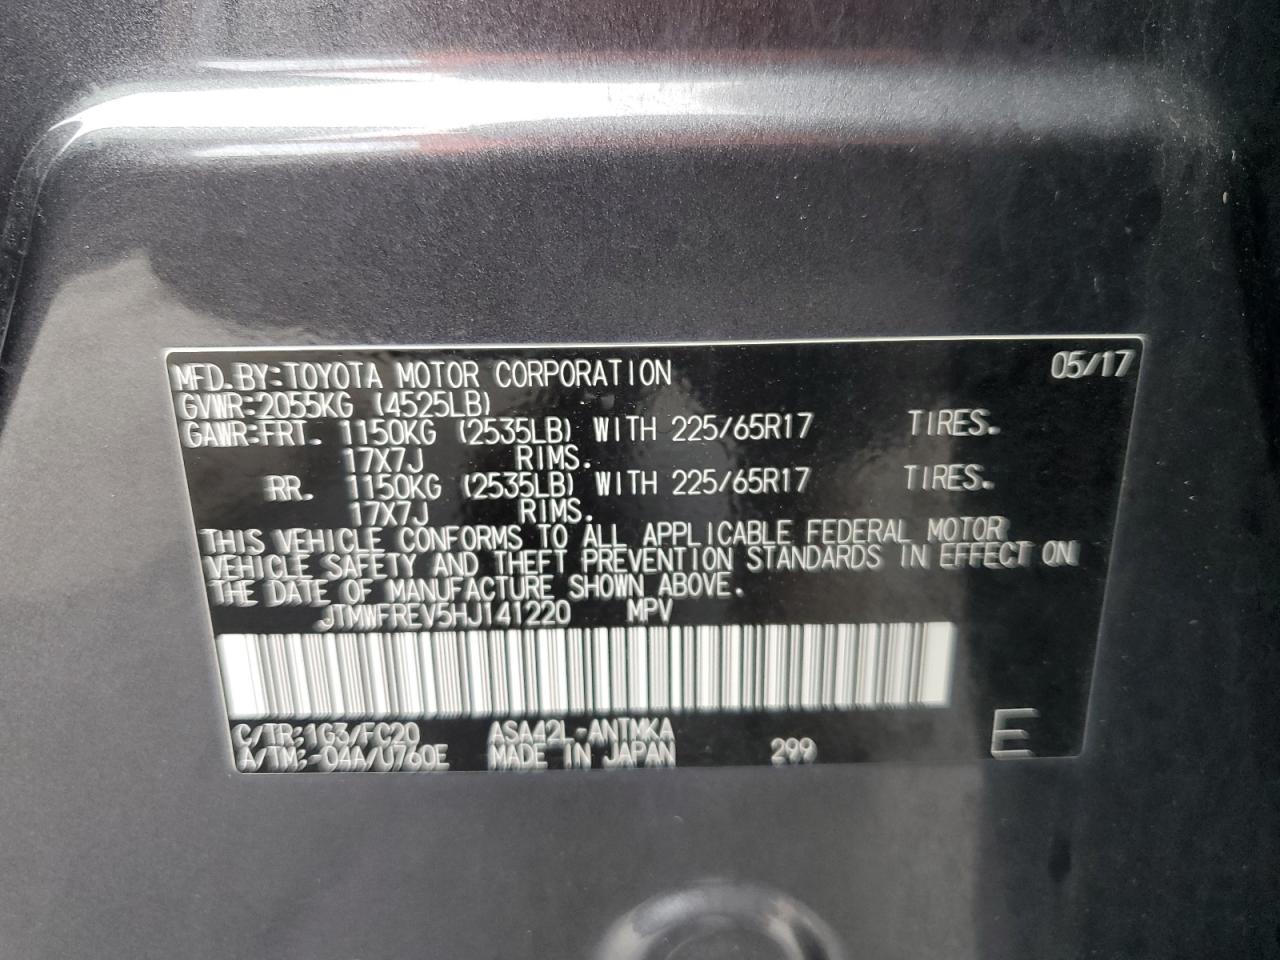 MFD. BY:TOYOTA MOTOR CORPORATION 05/17
GVWR:2055KG (4525LB)
GAWR:FRT. 1150KG (2535LB) WITH 225/65R17 TIRES.
17X7J RIMS.
RR. 1150KG (2535LB) WITH 225/65R17 TIRES.
17X7J RIMS.
THIS VEHICLE CONFORMS TO ALL APPLICABLE FEDERAL MOTOR
VEHICLE SAFETY AND THEFT PREVENTION STANDARDS IN EFFECT ON
THE DATE OF MANUFACTURE SHOWN ABOVE.
JTMWFREV5HJ141220 MPV
C/TR:1G3/FC20 ASA42L-ANTMKA
A/TM:-04A/U760E MADE IN JAPAN 299 E